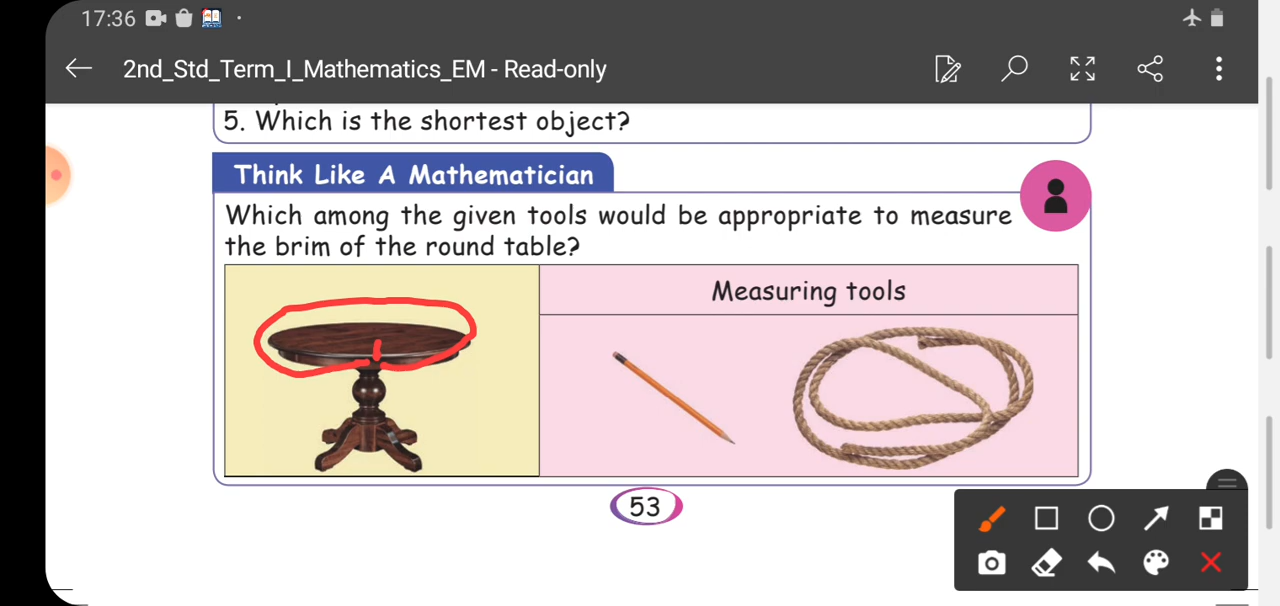 17:36
2nd_Std_Term_I_Mathematics_EM - Read-only
5. Which is the shortest object?
Think Like A Mathematician
Which among the given tools would be appropriate to measure
the brim of the round table?
Measuring tools
53